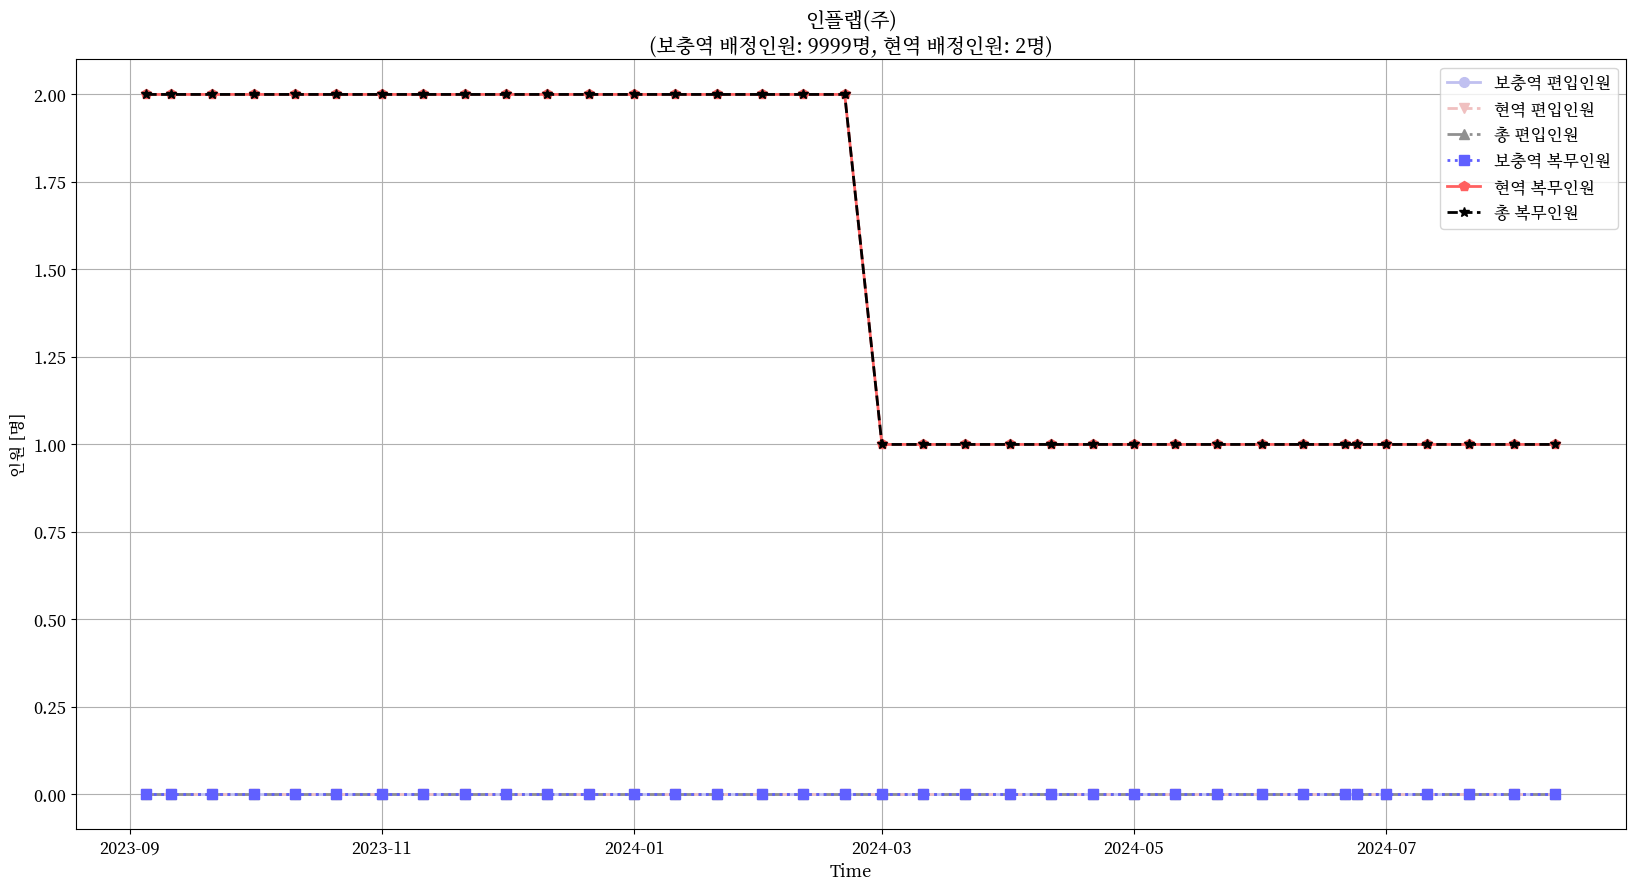 인플랩(주)
(보충역 배정인원: 9999명, 현역 배정인원: 2명)
보충역 편입인원
현역 편입인원
총 편입인원
보충역 복무인원
현역 복무인원
총 복무인원
인원 [명]
2.00
1.75
1.50
1.25
1.00
0.75
0.50
0.25
0.00
2023-09 2023-11 2024-01 2024-03 2024-05 2024-07
Time